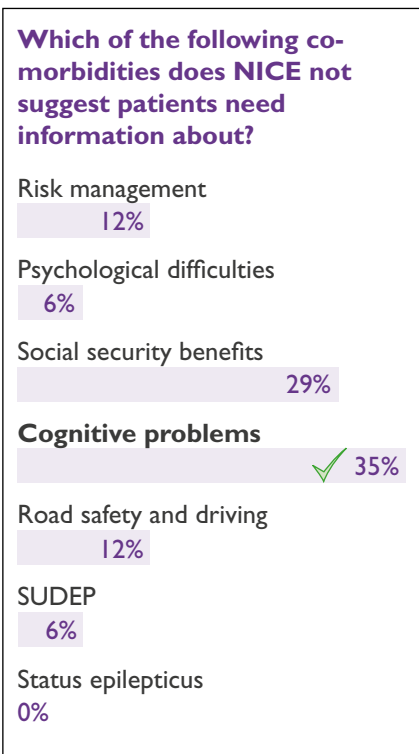 Which of the following co-
morbidities does NICE not
suggest patients need
information about?
Risk management
12%
Psychological difficulties
6%
Social security benefits
29%
Cognitive problems
35%
Road safety and driving
12%
SUDEP
6%
Status epilepticus
0%